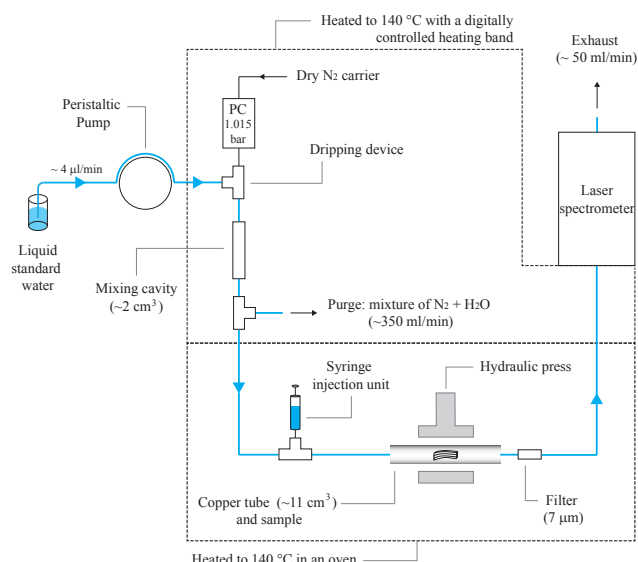 Heated to 140 °C with a digitally
controlled heating band
Exhaust
(~ 50 ml/min)
Dry N2 carrier
Peristaltic
Pump
PC
1.015
bar
Dripping device
~ 4 µl/min
Laser
spectrometer
Liquid
standard
water
Mixing cavity
(~2 cm3)
Purge: mixture of N2 + H2O
(~350 ml/min)
Syringe
injection unit
Hydraulic press
Copper tube (~11 cm3)
and sample
Filter
(7 µm)
Heated to 140 °C in an oven